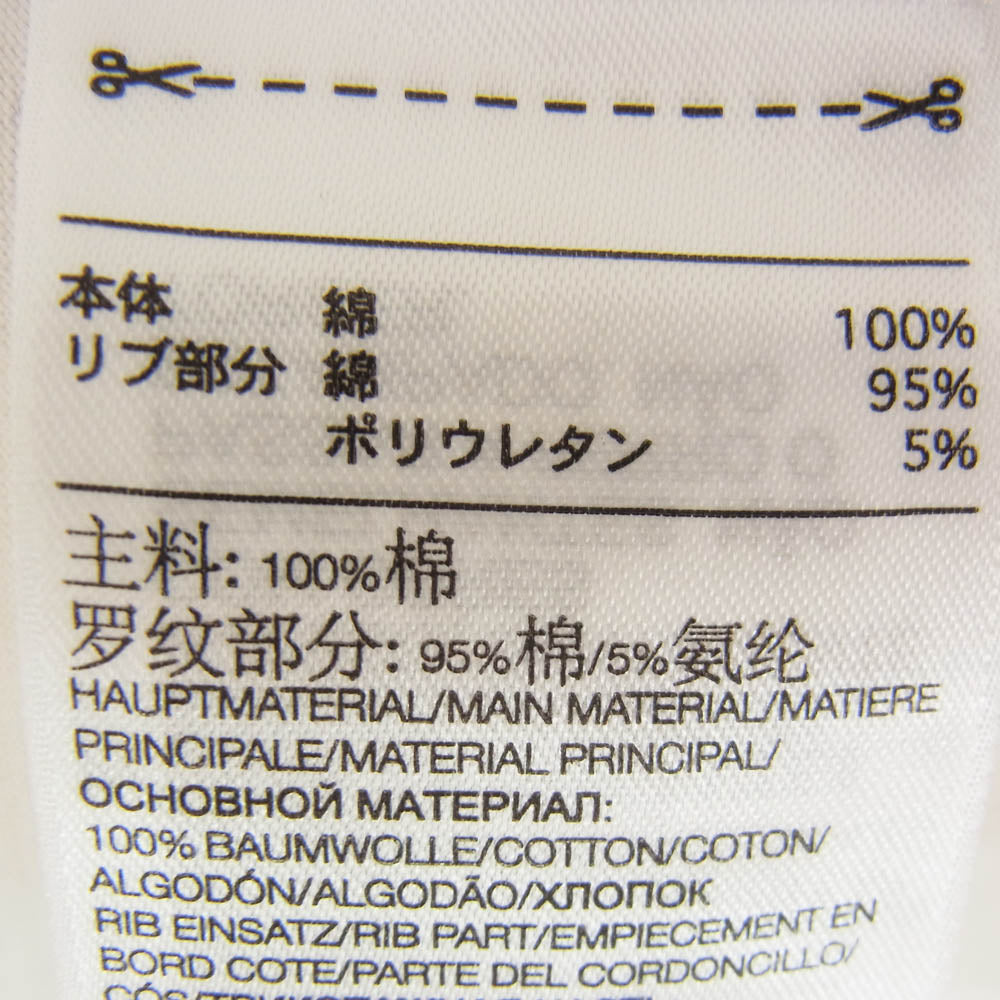 本体 綿 100%
リブ部分 綿 95%
ポリウレタン 5%
主料: 100%棉
罗纹部分: 95%棉/5%氨纶
HAUPTMATERIAL/MAIN MATERIAL/MATIERE
PRINCIPALE/MATERIAL PRINCIPAL/
ОСНОВНОЙ МАТЕРИАЛ:
100% BAUMWOLLE/COTTON/COTON/
ALGODÓN/ALGODÃO/ХЛОПОК
RIB EINSATZ/RIB PART/EMPIECEMENT EN
BORD COTE/PARTE DEL CORDONCILLO/